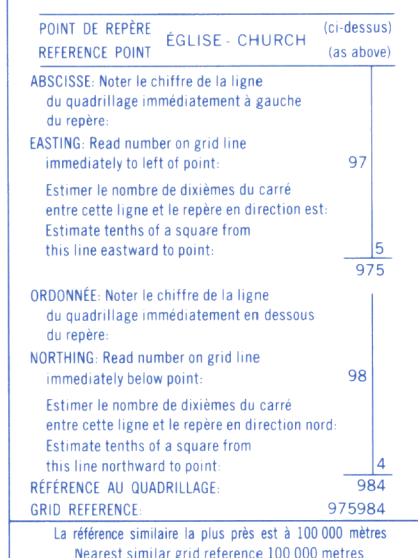 POINT DE REPÈRE ÉGLISE - CHURCH (ci-dessus)
REFERENCE POINT (as above)
ABSCISSE: Noter le chiffre de la ligne
du quadrillage immédiatement à gauche
du repère:
EASTING: Read number on grid line
immediately to left of point: 97
Estimer le nombre de dixièmes du carré
entre cette ligne et le repère en direction est:
Estimate tenths of a square from
this line eastward to point: 5
975
ORDONNÉE: Noter le chiffre de la ligne
du quadrillage immédiatement en dessous
du repère:
NORTHING: Read number on grid line
immediately below point: 98
Estimer le nombre de dixièmes du carré
entre cette ligne et le repère en direction nord:
Estimate tenths of a square from
this line northward to point: 4
RÉFÉRENCE AU QUADRILLAGE: 984
GRID REFERENCE: 975984
La référence similaire la plus près est à 100 000 mètres
Nearest similar grid reference 100 000 metres